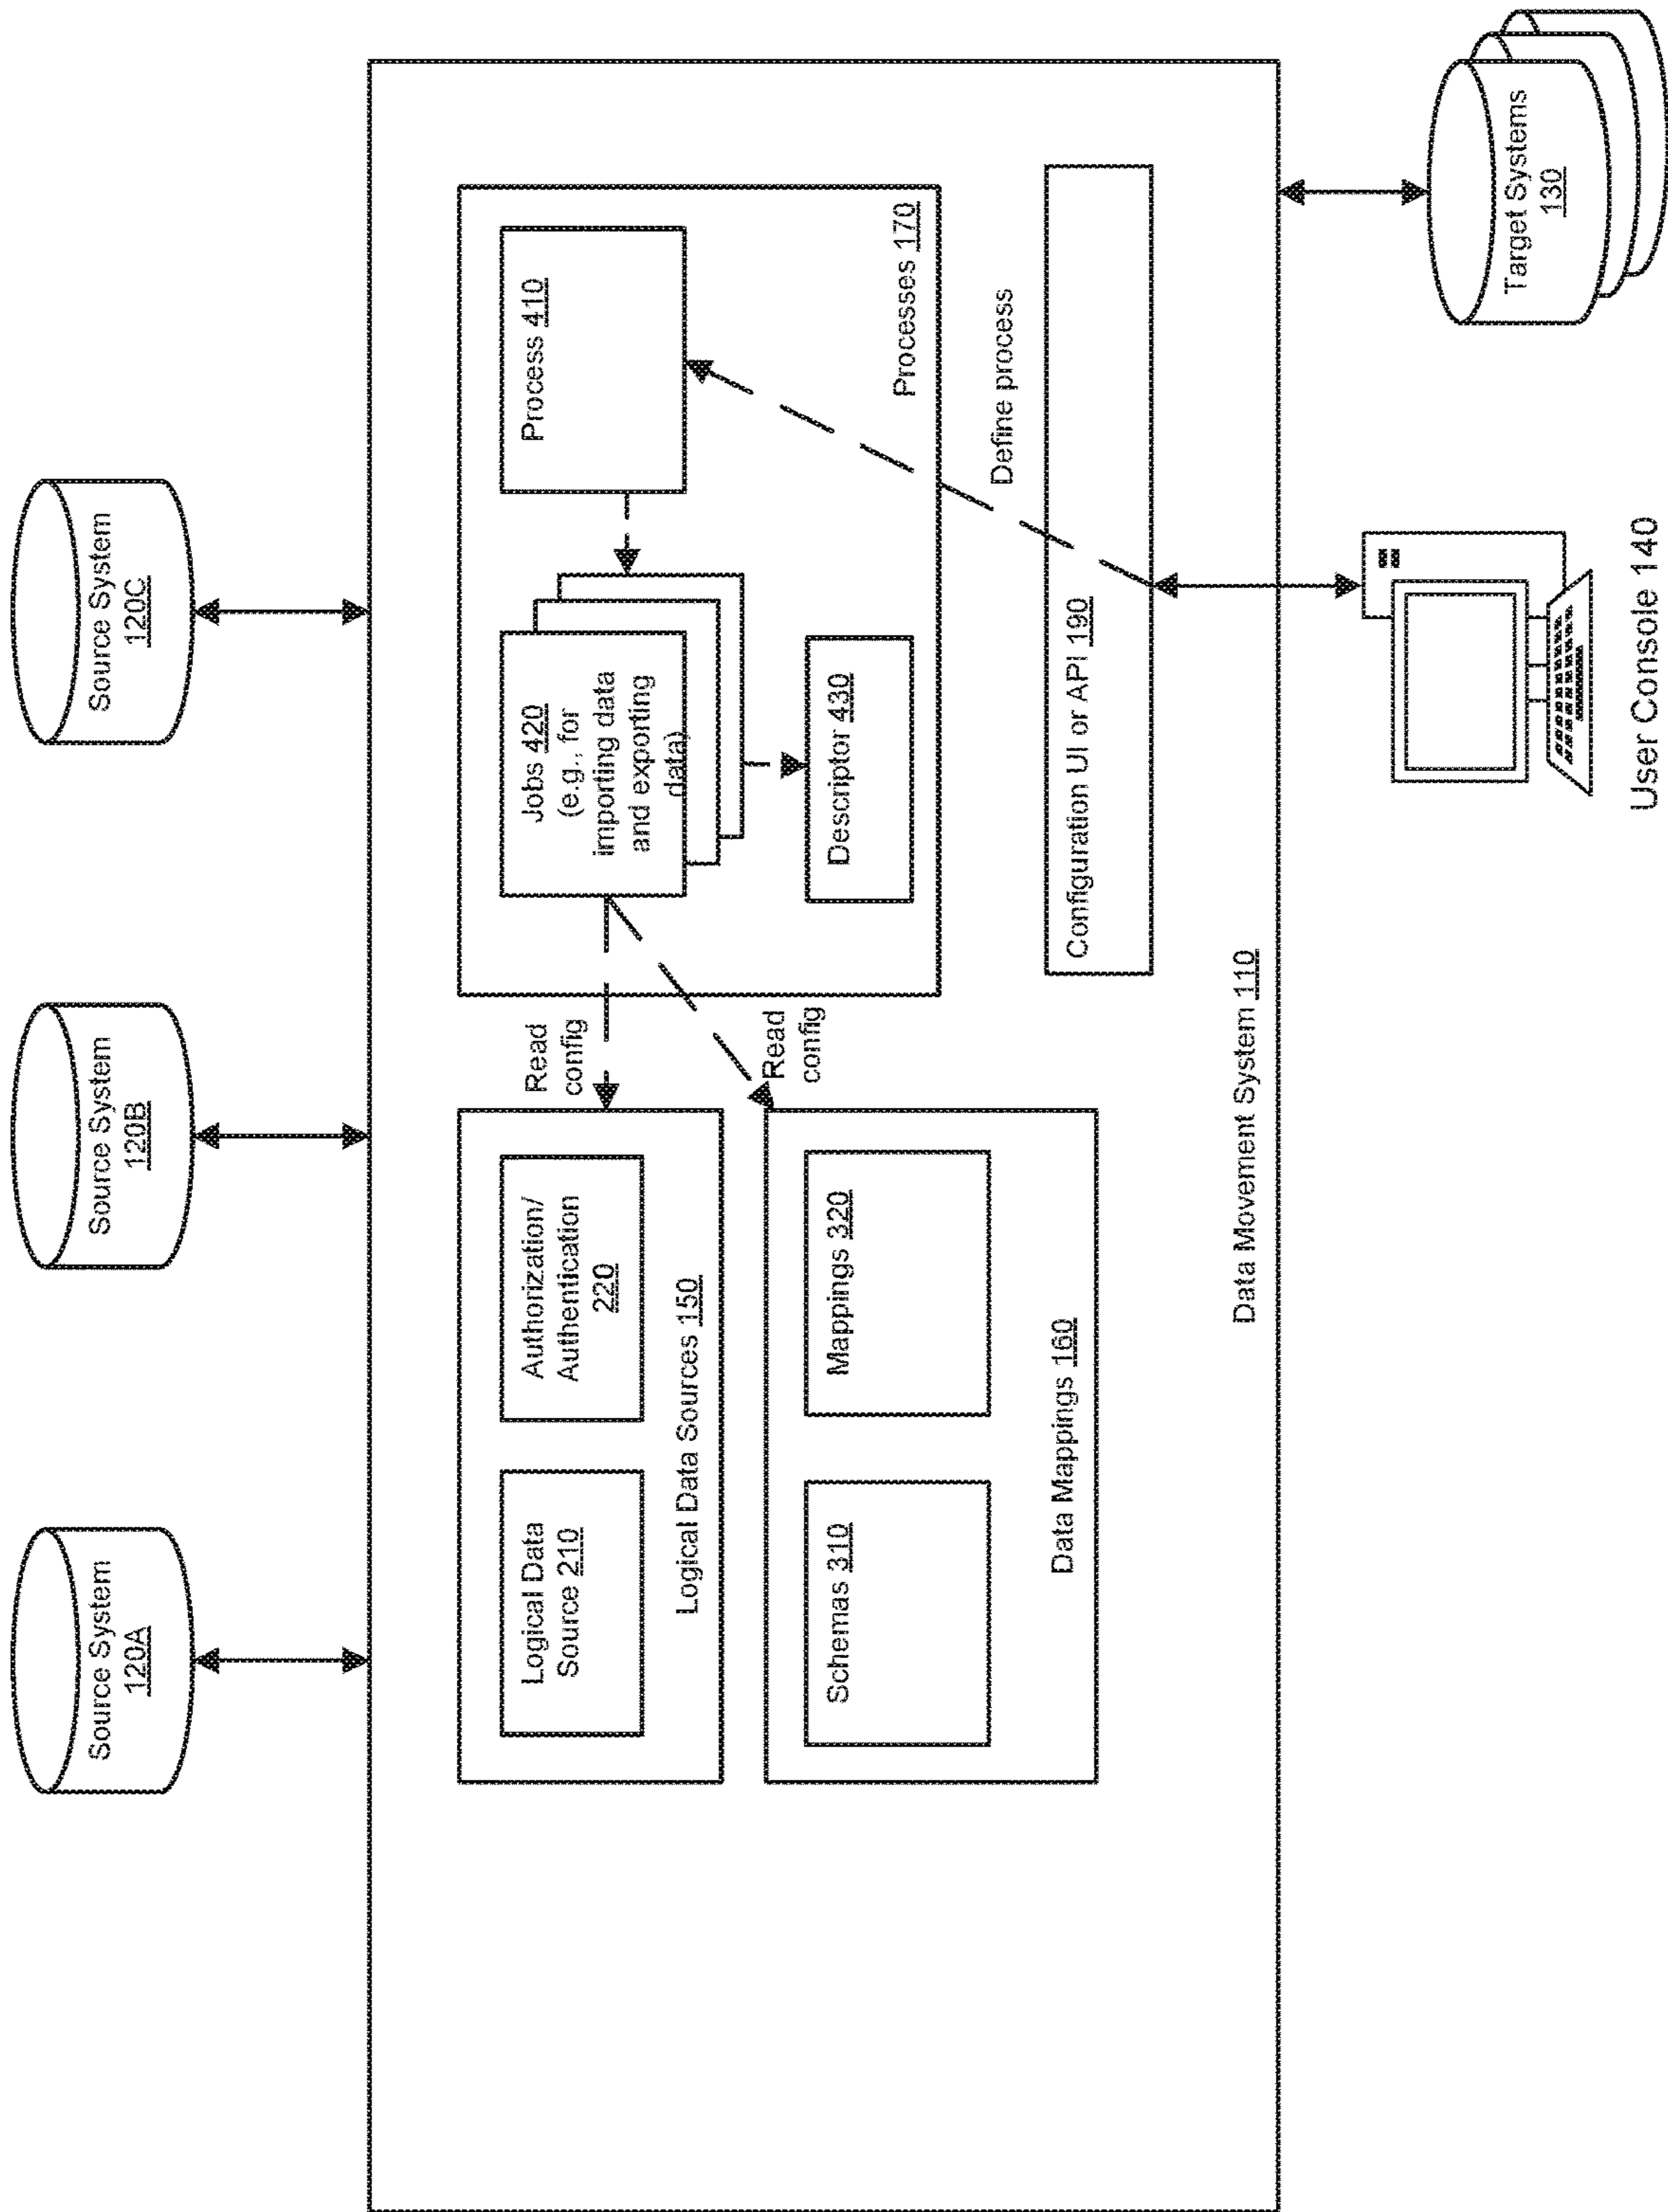 Source System
120A
Source System
120B
Source System
120C
Logical Data
Source 210
Authorization/
Authentication
220
Logical Data Sources 150
Read
config
Jobs 420
(e.g., for
importing data
and exporting
data)
Process 410
Descriptor 430
Processes 170
Schemas 310
Mappings 320
Data Mappings 160
Read
config
Define process
Configuration UI or API 190
Data Movement System 110
User Console 140
Target Systems
130